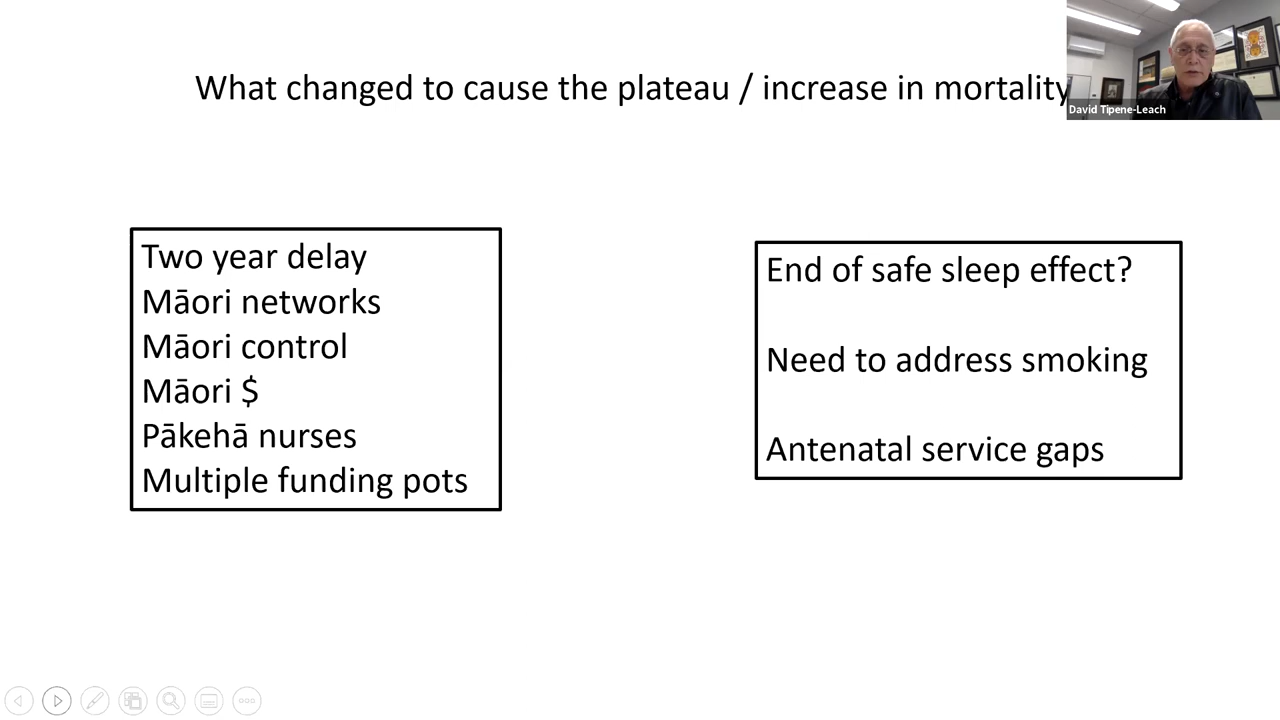 What changed to cause the plateau / increase in mortality
David Tipene-Leach
Two year delay
Māori networks
Māori control
Māori $
Pākehā nurses
Multiple funding pots
End of safe sleep effect?
Need to address smoking
Antenatal service gaps